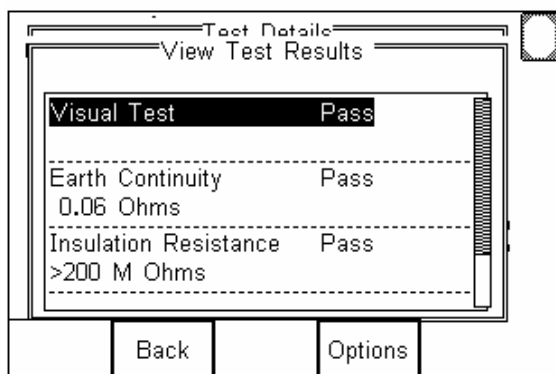 Test Details
View Test Results
Visual Test Pass
Earth Continuity Pass
0.06 Ohms
Insulation Resistance Pass
>200 M Ohms
Back Options